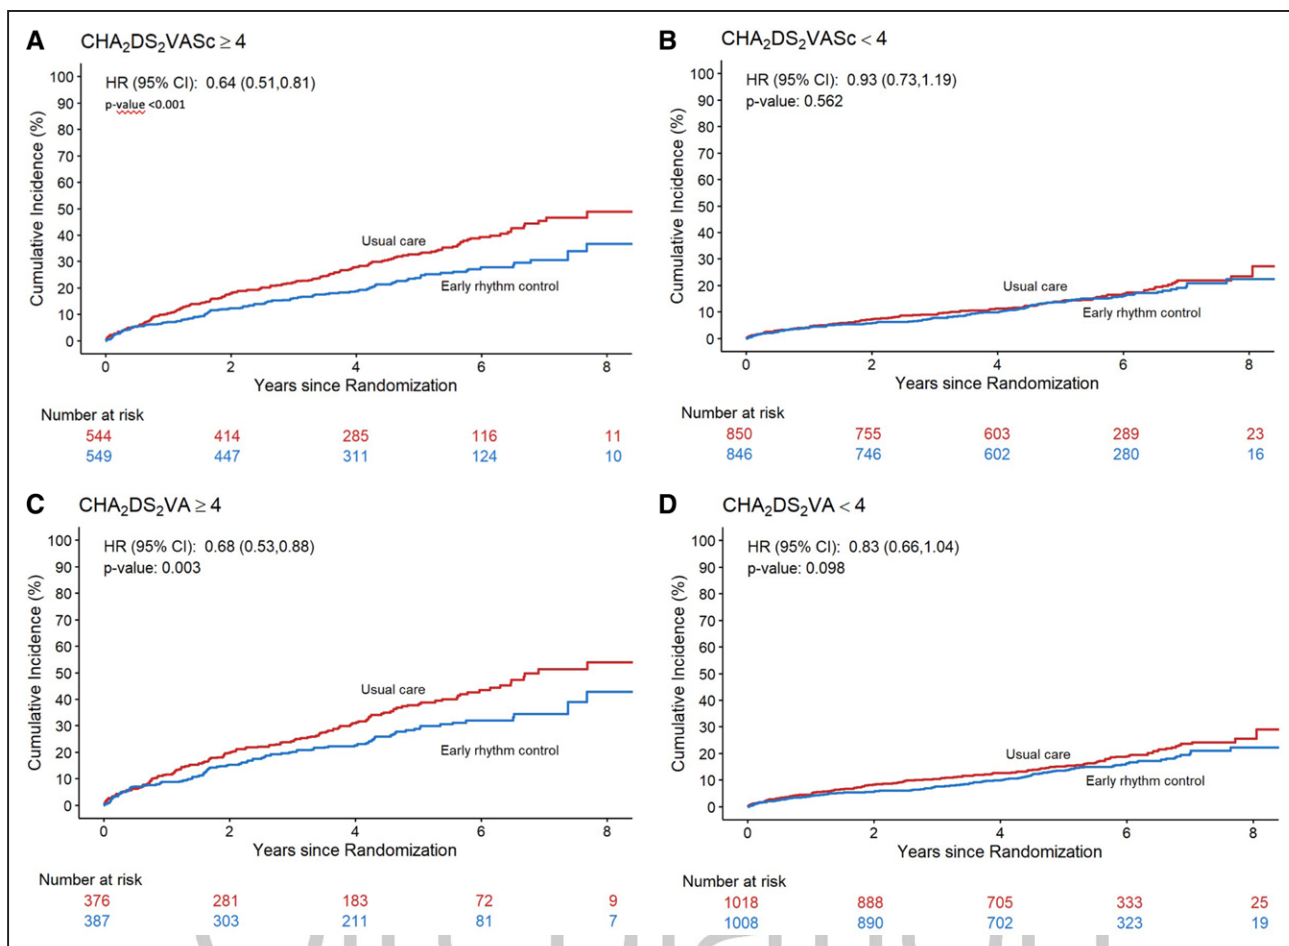 A CHA₂DS₂VASc ≥ 4
HR (95% CI): 0.64 (0.51,0.81)
p-value <0.001
Cumulative Incidence (%)
100
90
80
70
60
50
40
30
20
10
0
Usual care
Early rhythm control
0 2 4 6 8
Years since Randomization
Number at risk
544 414 285 116 11
549 447 311 124 10
B CHA₂DS₂VASc < 4
HR (95% CI): 0.93 (0.73,1.19)
p-value: 0.562
Cumulative Incidence (%)
100
90
80
70
60
50
40
30
20
10
0
Usual care
Early rhythm control
0 2 4 6 8
Years since Randomization
Number at risk
850 755 603 289 23
846 746 602 280 16
C CHA₂DS₂VA ≥ 4
HR (95% CI): 0.68 (0.53,0.88)
p-value: 0.003
Cumulative Incidence (%)
100
90
80
70
60
50
40
30
20
10
0
Usual care
Early rhythm control
0 2 4 6 8
Years since Randomization
Number at risk
376 281 183 72 9
387 303 211 81 7
D CHA₂DS₂VA < 4
HR (95% CI): 0.83 (0.66,1.04)
p-value: 0.098
Cumulative Incidence (%)
100
90
80
70
60
50
40
30
20
10
0
Usual care
Early rhythm control
0 2 4 6 8
Years since Randomization
Number at risk
1018 888 705 333 25
1008 890 702 323 19